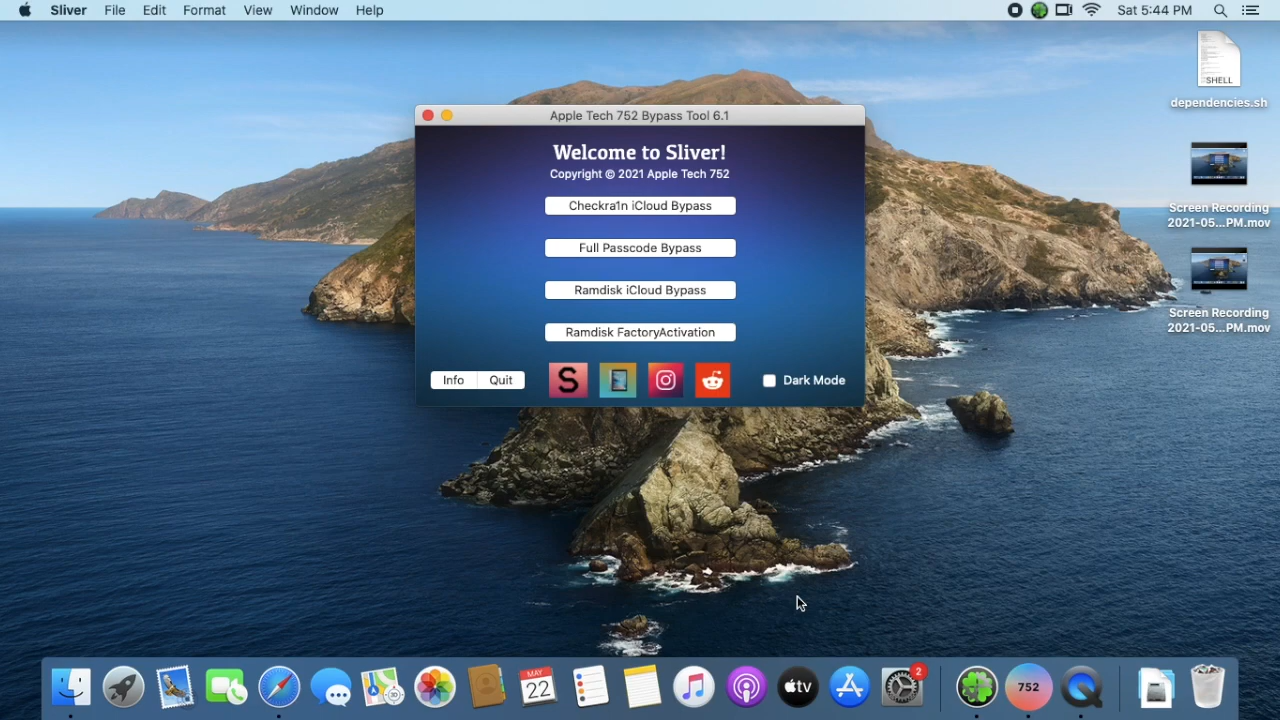 Sliver File Edit Format View Window Help Sat 5:44 PM
SHELL
dependencies.sh
Apple Tech 752 Bypass Tool 6.1
Welcome to Sliver!
Copyright © 2021 Apple Tech 752
Checkra1n iCloud Bypass
Full Passcode Bypass
Ramdisk iCloud Bypass
Ramdisk FactoryActivation
Info Quit S Dark Mode
Screen Recording
2021-05...PM.mov
Screen Recording
2021-05...PM.mov
MAY
22
3D
tv
2
752